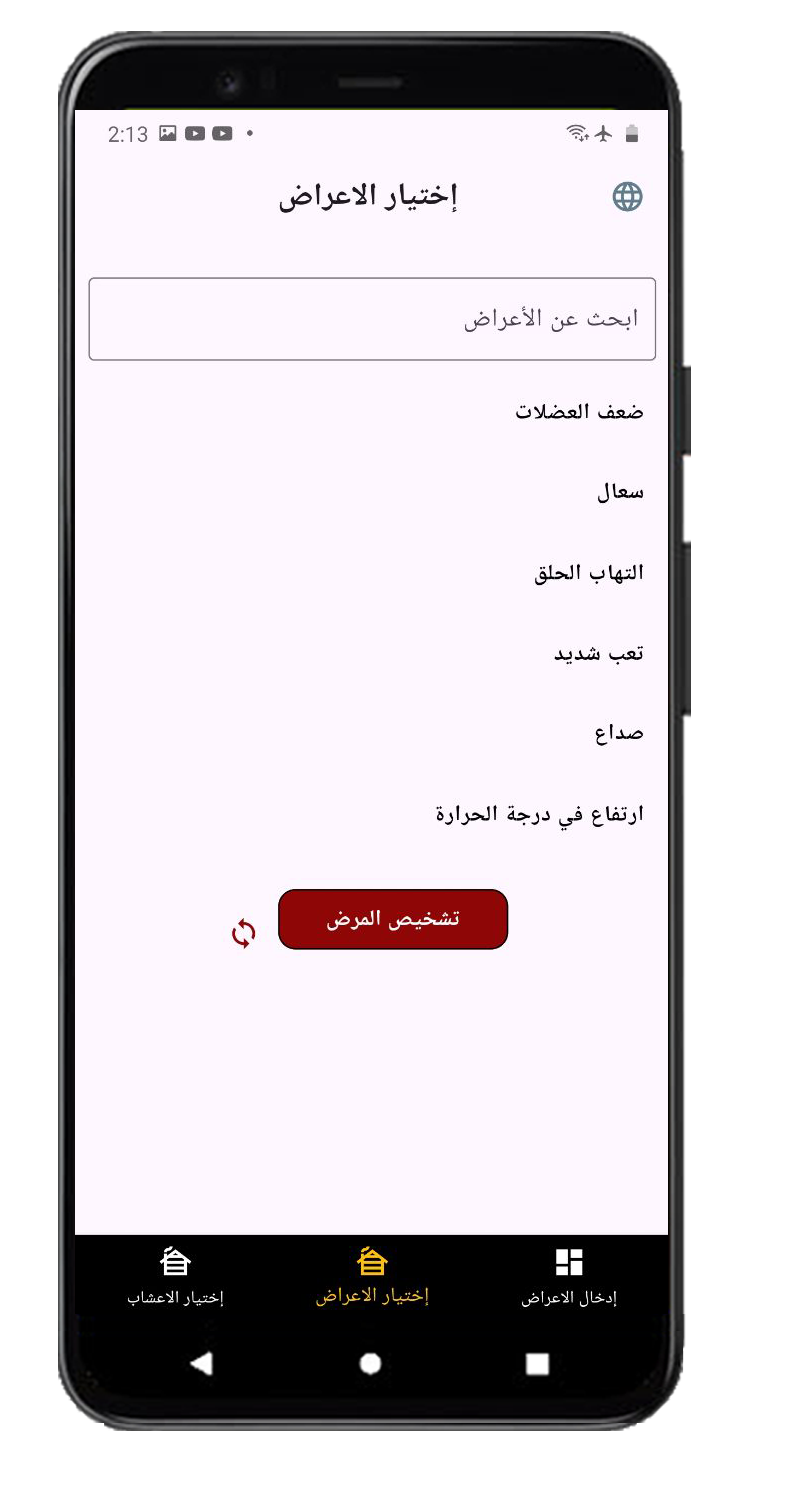 2:13
إختيار الاعراض
ابحث عن الأعراض
ضعف العضلات
سعال
التهاب الحلق
تعب شديد
صداع
ارتفاع في درجة الحرارة
تشخيص المرض
إدخال الاعراض
إختيار الاعراض
إختيار الاعشاب